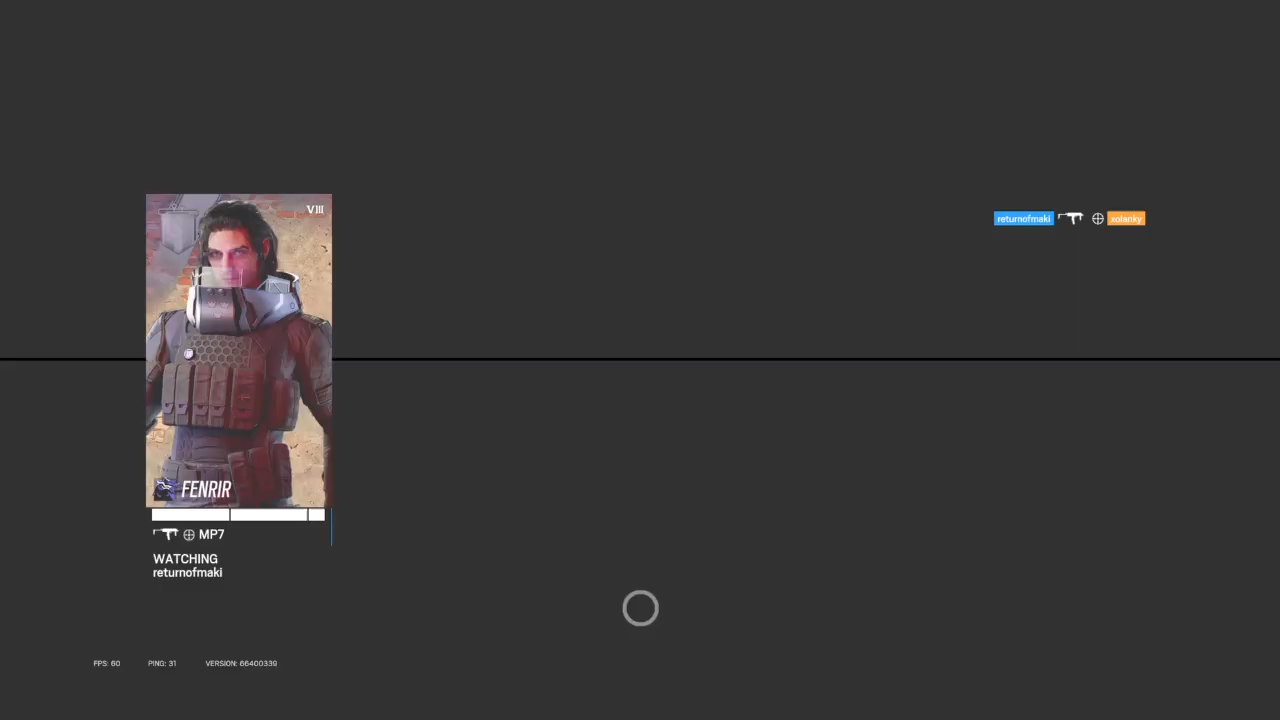 VIII
returnofmaki xolanky
FENRIR
MP7
WATCHING
returnofmaki
FPS: 60 PING: 31 VERSION: 66400339